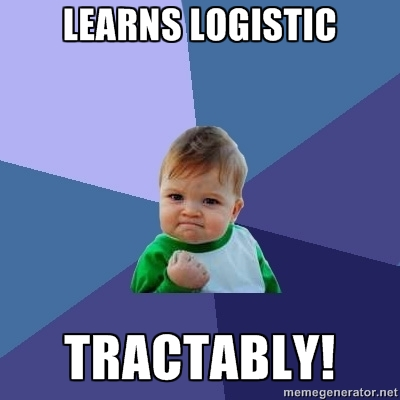 LEARNS LOGISTIC
TRACTABLY!
memegenerator.net